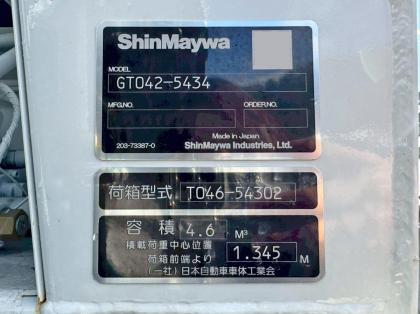 ShinMaywa
MODEL
GT042-5434
MFG.NO. ORDER NO.
Made in Japan
203-73387-0 ShinMaywa Industries, Ltd.
荷箱型式 T046-54302
容積 4.6 M³
積載荷重中心位置
荷箱前端より 1.345 M
(一社)日本自動車車体工業会